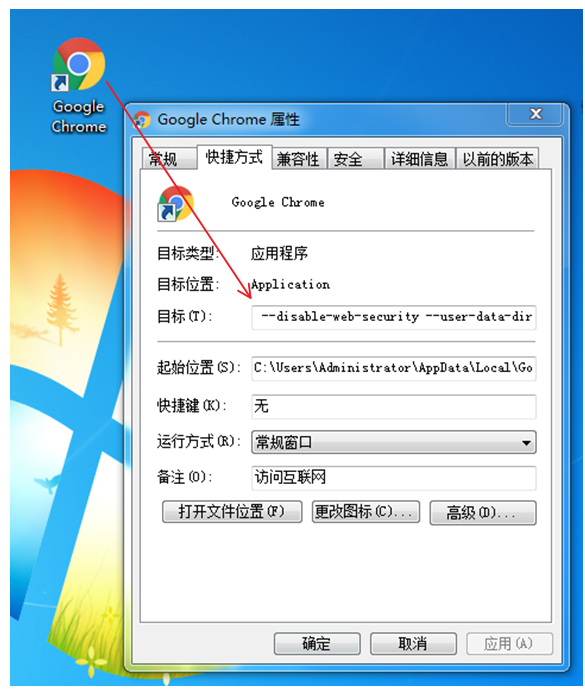 Google
Chrome
Google Chrome 属性
常规 快捷方式 兼容性 安全 详细信息 以前的版本
Google Chrome
目标类型: 应用程序
目标位置: Application
目标(T): --disable-web-security --user-data-dir
起始位置(S): C:\Users\Administrator\AppData\Local\Go
快捷键(K): 无
运行方式(R): 常规窗口
备注(O): 访问互联网
打开文件位置(F) 更改图标(C)... 高级(D)...
确定 取消 应用(A)